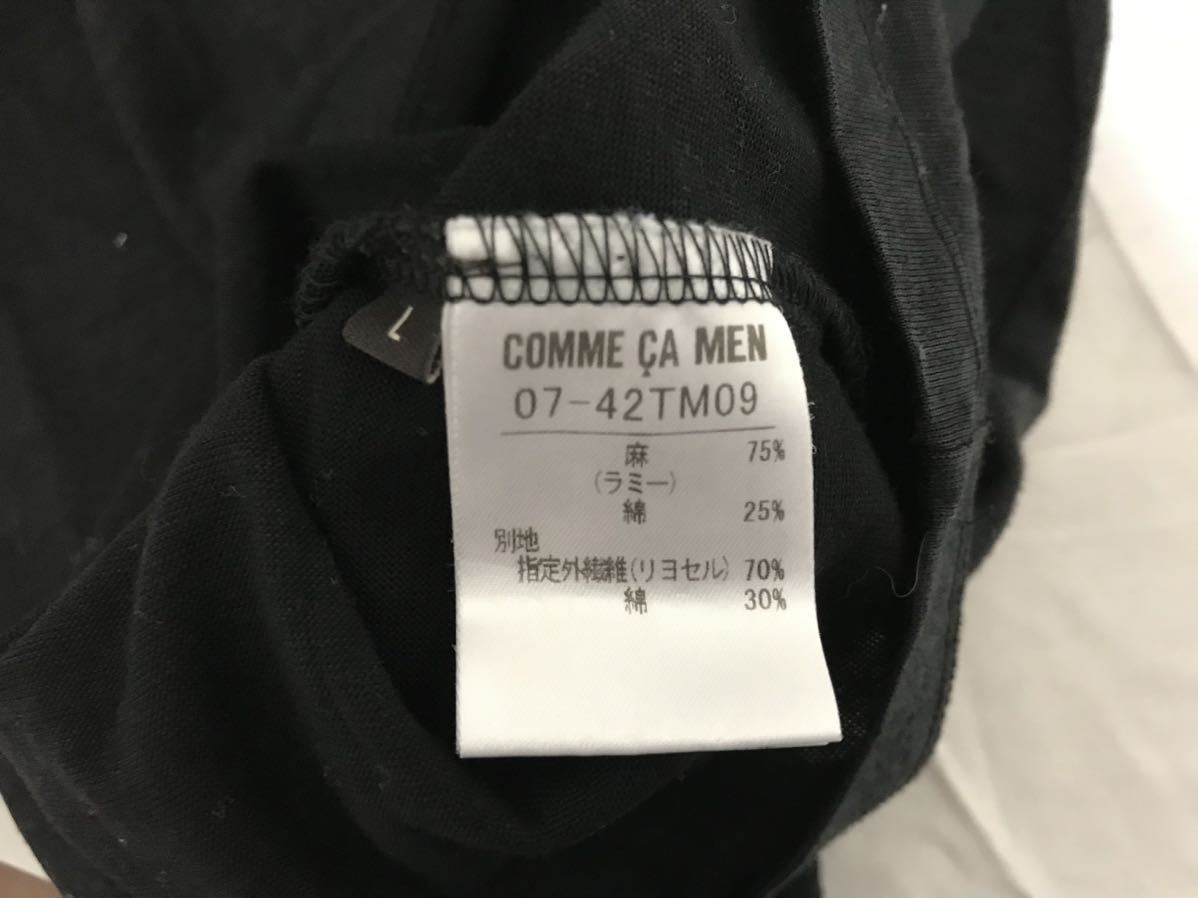 L
COMME ÇA MEN
07-42TM09
麻 75%
(ラミー)
綿 25%
別地
指定外繊維(リヨセル) 70%
綿 30%